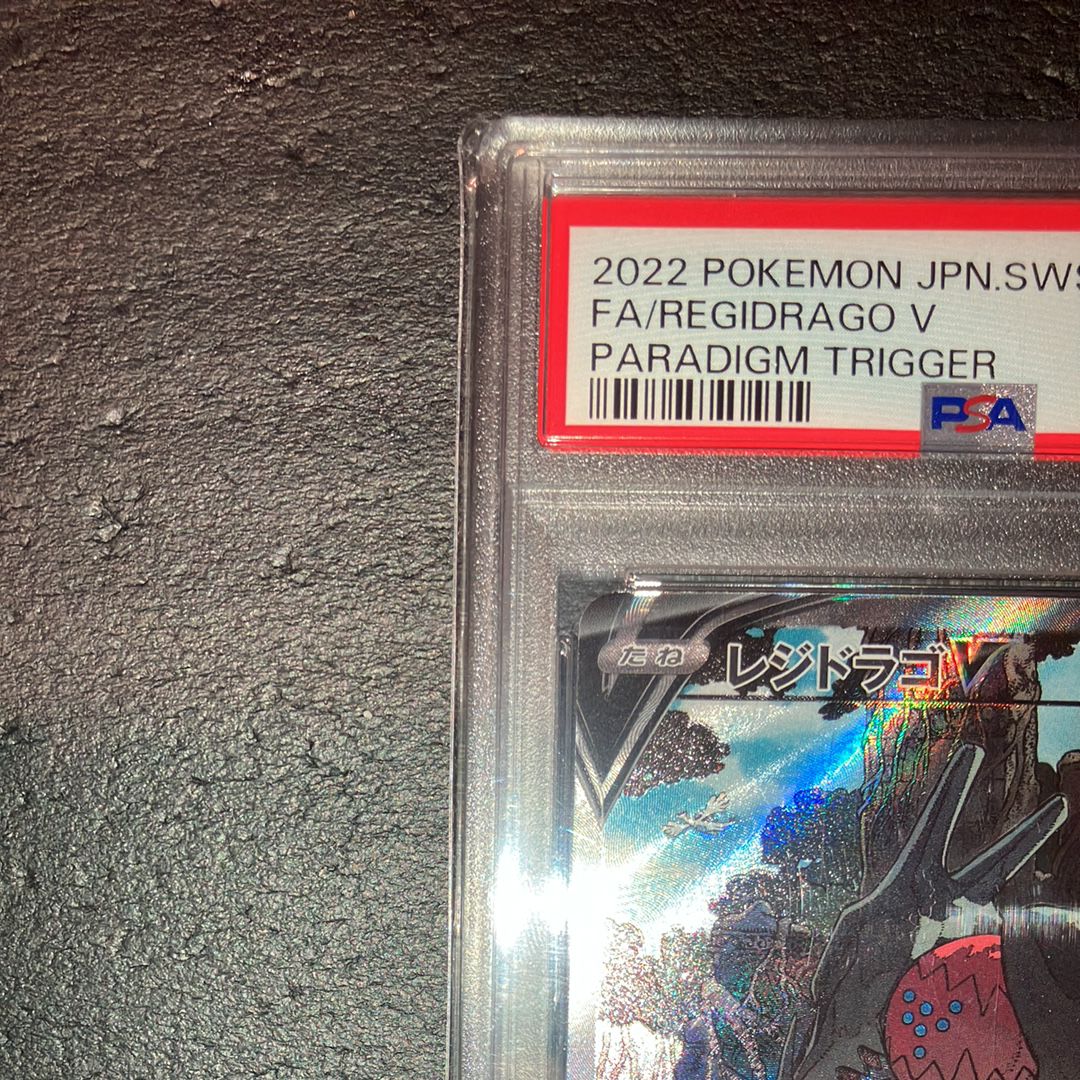 2022 POKEMON JPN.SWS
FA/REGIDRAGO V
PARADIGM TRIGGER
PSA
たね レジドラゴV